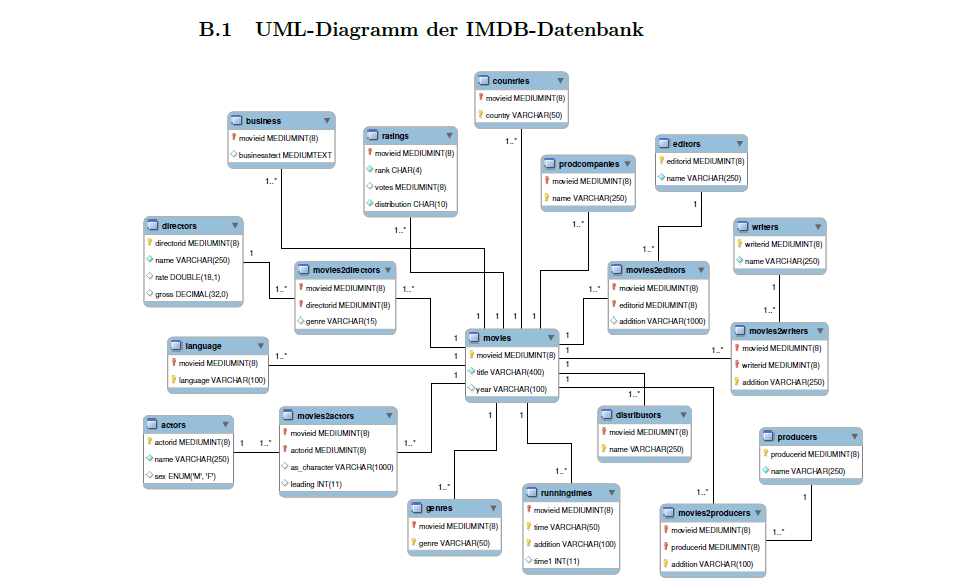 B.1 UML-Diagramm der IMDB-Datenbank
countries
movieid MEDIUMINT(8)
country VARCHAR(50)
1..*
business
movieid MEDIUMINT(8)
businesstext MEDIUMTEXT
1..*
ratings
movieid MEDIUMINT(8)
rank CHAR(4)
votes MEDIUMINT(8)
distribution CHAR(10)
1..*
prodcompanies
movieid MEDIUMINT(8)
name VARCHAR(250)
1..*
editors
editorid MEDIUMINT(8)
name VARCHAR(250)
1
1..*
directors
directorid MEDIUMINT(8)
name VARCHAR(250)
rate DOUBLE(18,1)
gross DECIMAL(32,0)
1
1..*
movies2directors
movieid MEDIUMINT(8)
directorid MEDIUMINT(8)
genre VARCHAR(15)
1..*
movies2editors
movieid MEDIUMINT(8)
editorid MEDIUMINT(8)
addition VARCHAR(1000)
1..*
writers
writerid MEDIUMINT(8)
name VARCHAR(250)
1
1..*
movies2writers
movieid MEDIUMINT(8)
writerid MEDIUMINT(8)
addition VARCHAR(250)
1..*
1
1
1
1
movies
movieid MEDIUMINT(8)
title VARCHAR(400)
year VARCHAR(100)
1
1
1
1
1
1
1
1
1
language
movieid MEDIUMINT(8)
language VARCHAR(100)
1..*
actors
actorid MEDIUMINT(8)
name VARCHAR(250)
sex ENUM('M', 'F')
1
1..*
movies2actors
movieid MEDIUMINT(8)
actorid MEDIUMINT(8)
as_character VARCHAR(1000)
leading INT(11)
1..*
1..*
distributors
movieid MEDIUMINT(8)
name VARCHAR(250)
producers
producerid MEDIUMINT(8)
name VARCHAR(250)
1
1..*
genres
movieid MEDIUMINT(8)
genre VARCHAR(50)
1..*
runningtimes
movieid MEDIUMINT(8)
time VARCHAR(50)
addition VARCHAR(100)
time1 INT(11)
1..*
movies2producers
movieid MEDIUMINT(8)
producerid MEDIUMINT(8)
addition VARCHAR(100)
1..*